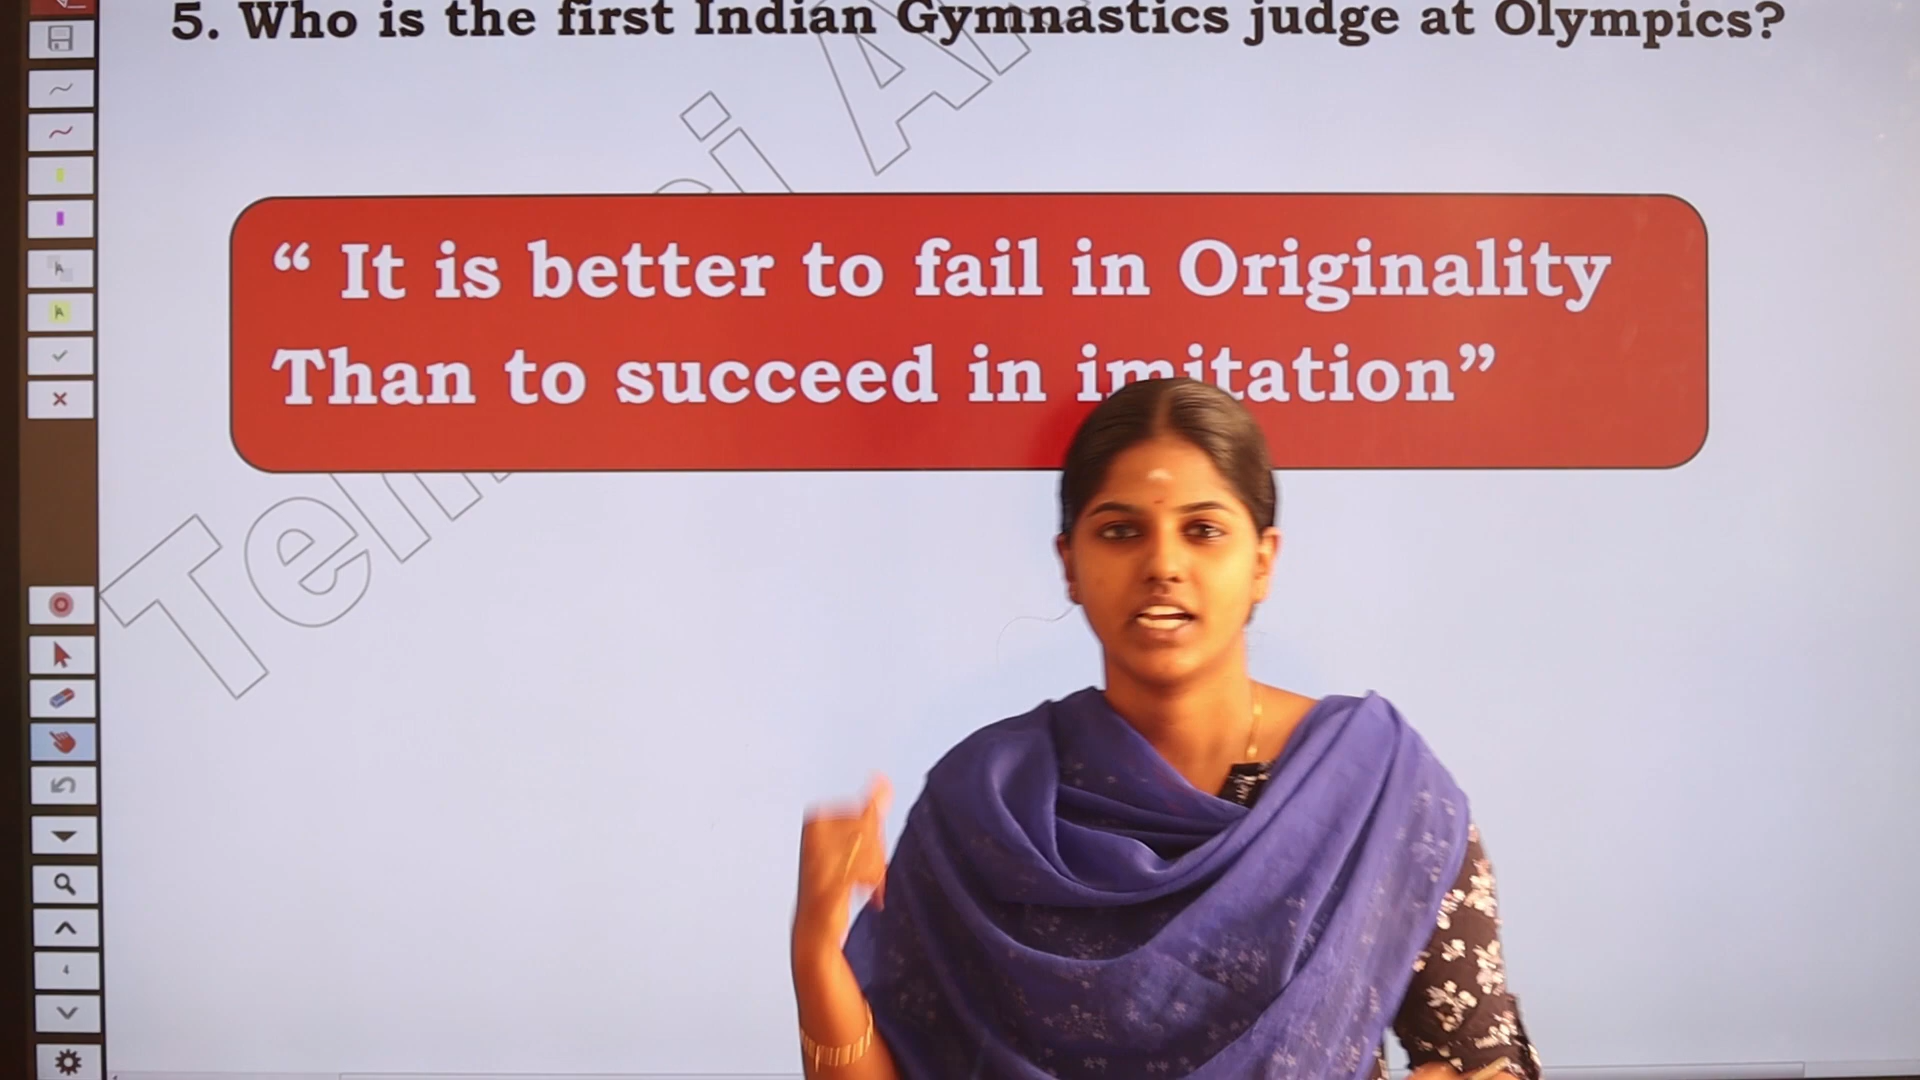 5. Who is the first Indian Gymnastics judge at Olympics?
“ It is better to fail in Originality
Than to succeed in imitation”
4